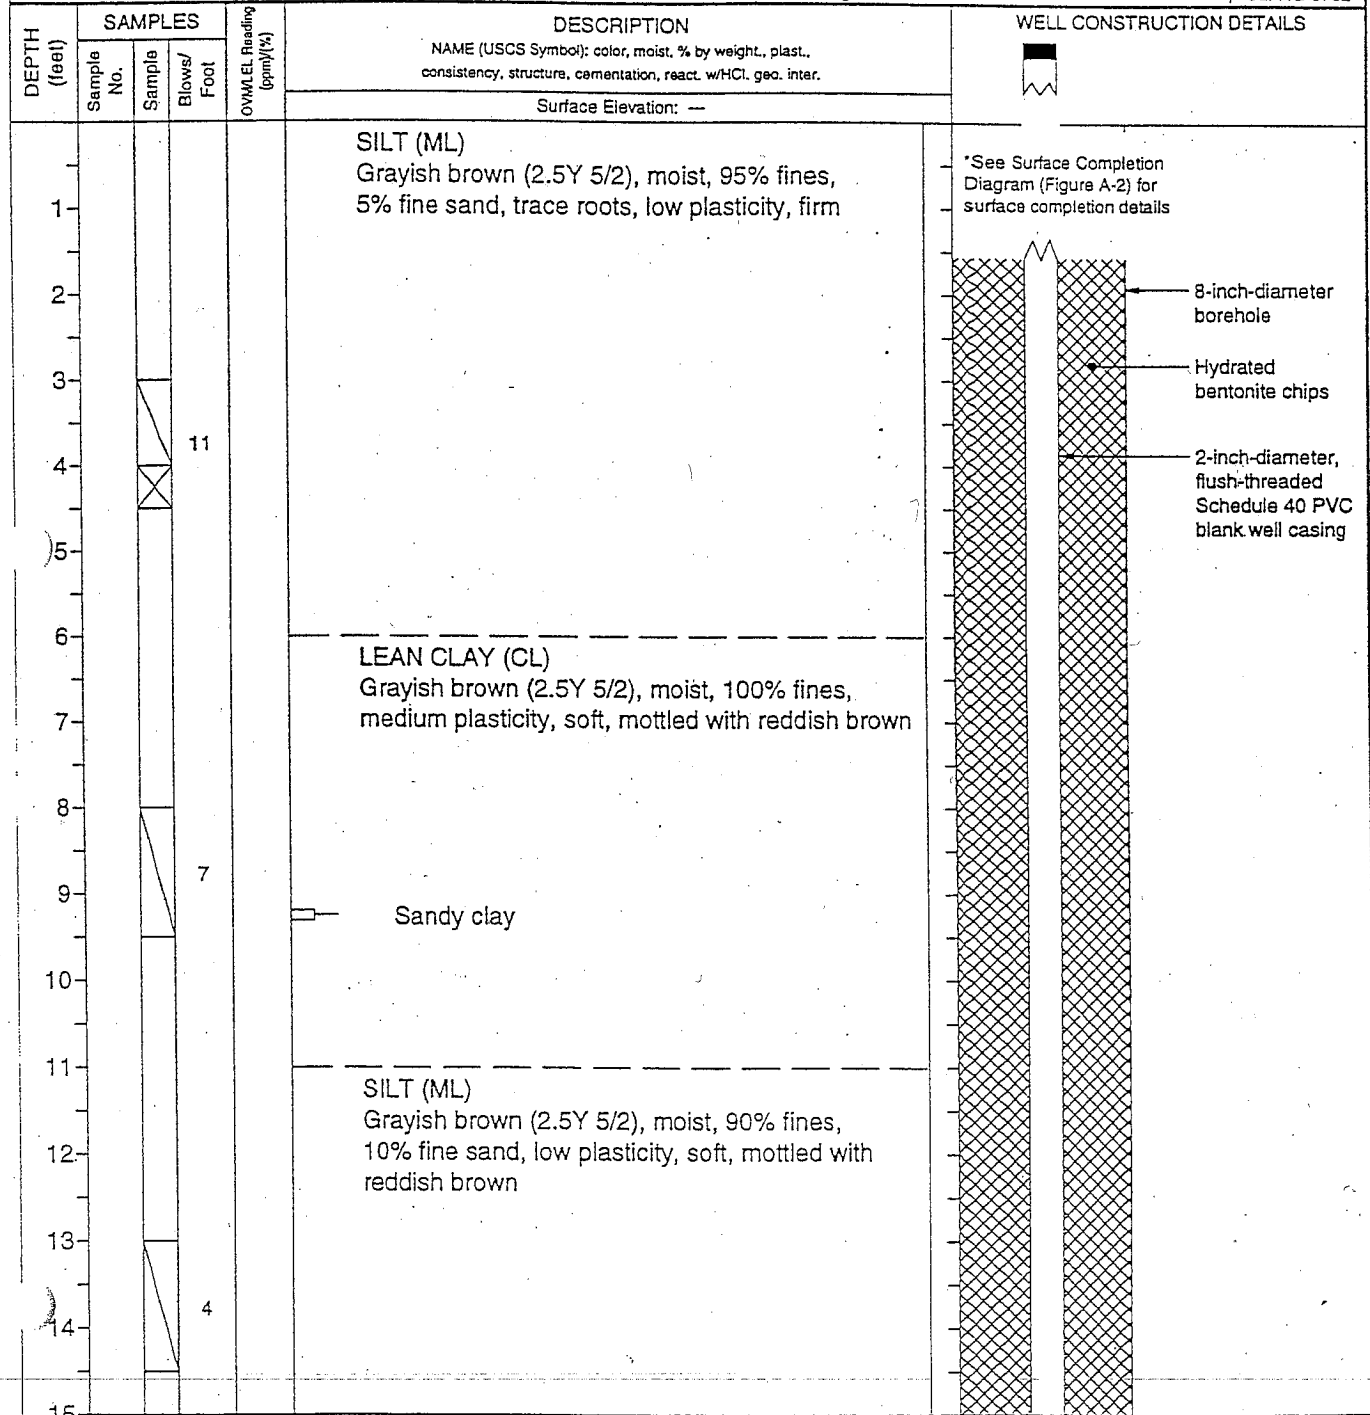 DEPTH (feet)
SAMPLES
Sample No.
Sample
Blows/ Foot
OVM/LEL Reading (ppm)/(%)
DESCRIPTION
NAME (USCS Symbol): color, moist, % by weight., plast.,
consistency, structure, cementation, react. w/HCl. geo. inter.
Surface Elevation: —
WELL CONSTRUCTION DETAILS
SILT (ML)
Grayish brown (2.5Y 5/2), moist, 95% fines,
5% fine sand, trace roots, low plasticity, firm
*See Surface Completion
Diagram (Figure A-2) for
surface completion details
1
2
8-inch-diameter
borehole
3
Hydrated
bentonite chips
11
4
2-inch-diameter,
flush-threaded
Schedule 40 PVC
blank well casing
5
6
LEAN CLAY (CL)
Grayish brown (2.5Y 5/2), moist, 100% fines,
medium plasticity, soft, mottled with reddish brown
7
8
7
9
Sandy clay
10
11
SILT (ML)
Grayish brown (2.5Y 5/2), moist, 90% fines,
10% fine sand, low plasticity, soft, mottled with
reddish brown
12
13
4
14
15